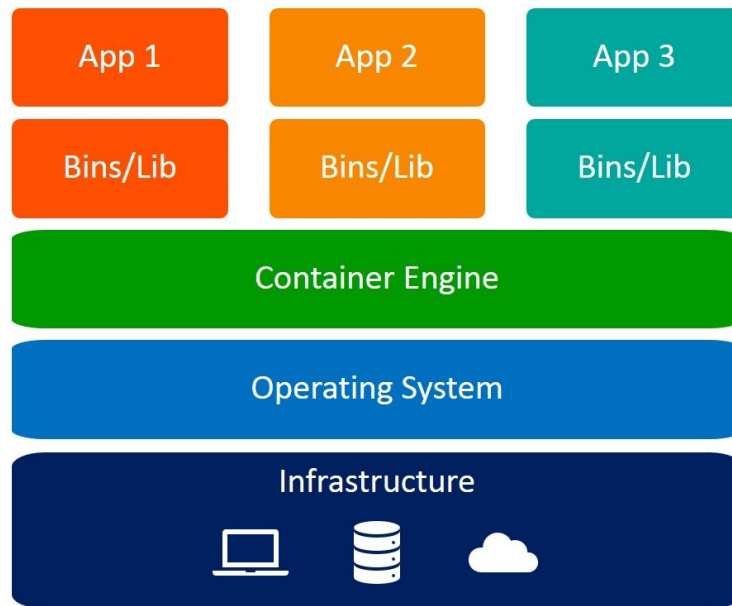 App 1
App 2
App 3
Bins/Lib
Bins/Lib
Bins/Lib
Container Engine
Operating System
Infrastructure